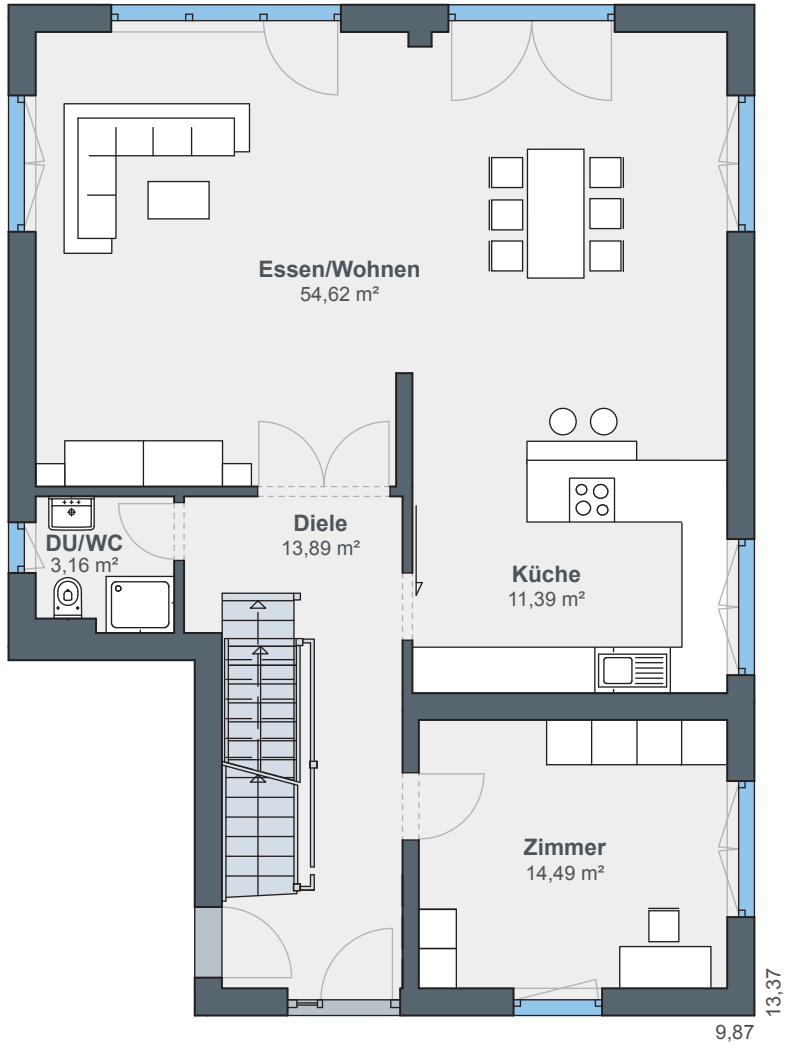 Essen/Wohnen
54,62 m²
Diele
13,89 m²
DU/WC
3,16 m²
Küche
11,39 m²
Zimmer
14,49 m²
13,37
9,87